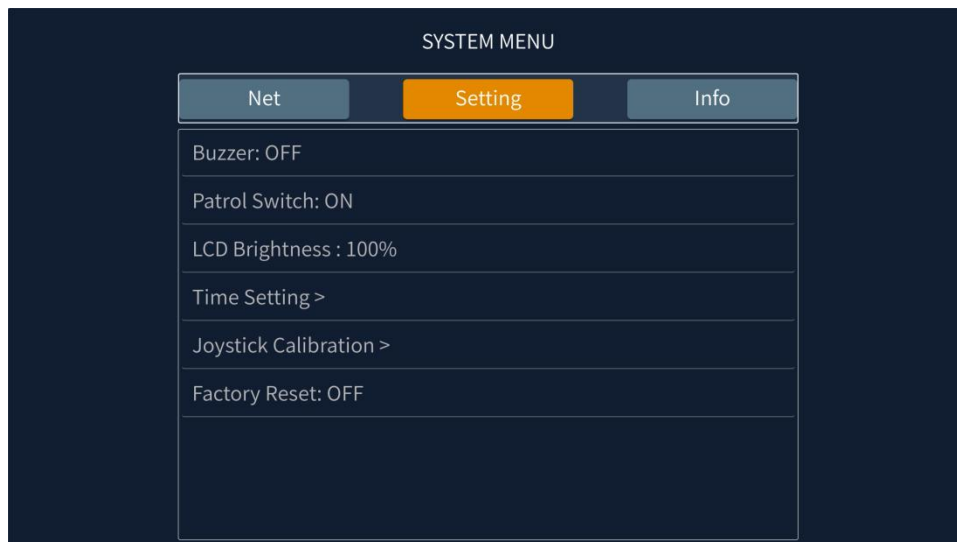 SYSTEM MENU
Net Setting Info
Buzzer: OFF
Patrol Switch: ON
LCD Brightness : 100%
Time Setting >
Joystick Calibration >
Factory Reset: OFF